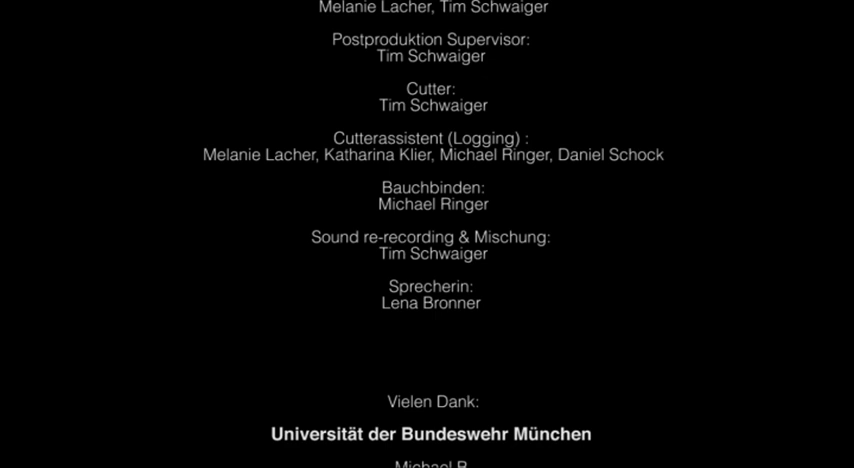 Melanie Lacher, Tim Schwaiger
Postproduktion Supervisor:
Tim Schwaiger
Cutter:
Tim Schwaiger
Cutterassistent (Logging) :
Melanie Lacher, Katharina Klier, Michael Ringer, Daniel Schock
Bauchbinden:
Michael Ringer
Sound re-recording & Mischung:
Tim Schwaiger
Sprecherin:
Lena Bronner
Vielen Dank:
Universität der Bundeswehr München
Michael